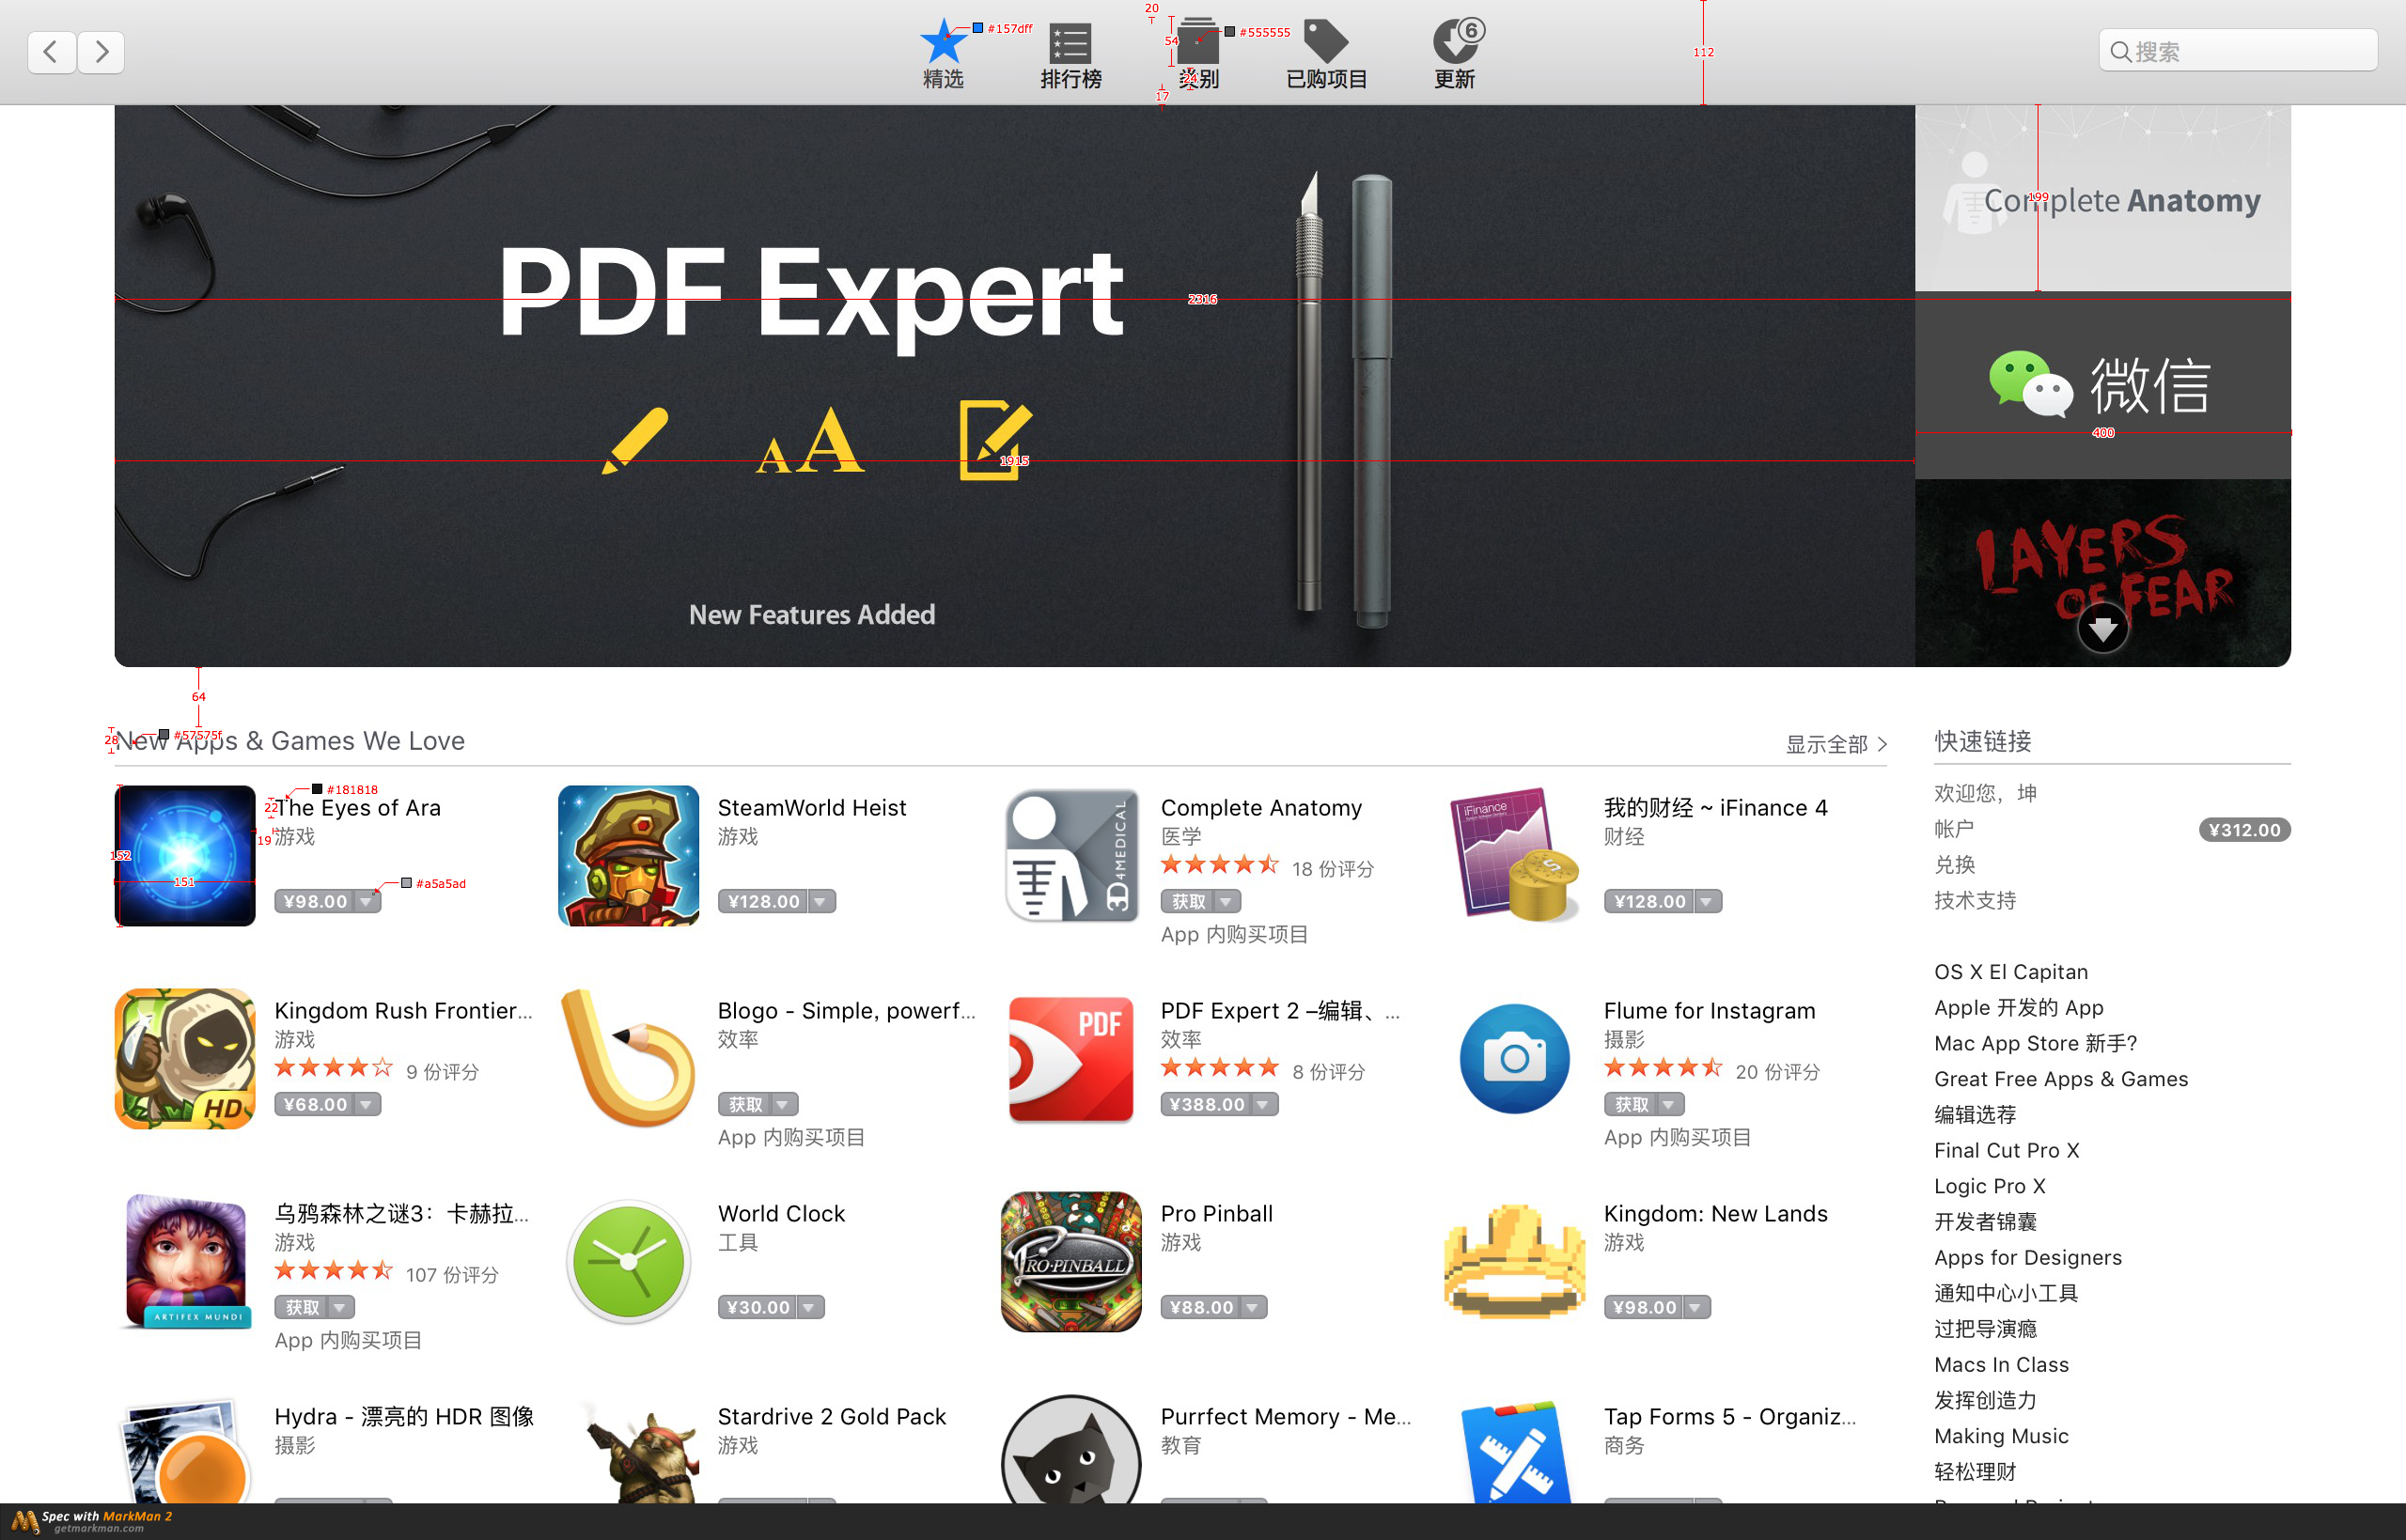 #157dff
20
54
#555555
6
112
精选
排行榜
类别
24
17
已购项目
更新
搜索
PDF Expert
AA
New Features Added
2316
1915
Complete Anatomy
199
微信
400
LAYERS
OF FEAR
64
28
#57575f
New Apps & Games We Love
显示全部
快速链接
#181818
22
19
152
151
#a5a5ad
The Eyes of Ara
游戏
¥98.00
SteamWorld Heist
游戏
¥128.00
3D4MEDICAL
Complete Anatomy
医学
18 份评分
获取
App 内购买项目
iFinance
我的财经 ~ iFinance 4
财经
¥128.00
欢迎您，坤
帐户
¥312.00
兑换
技术支持
HD
Kingdom Rush Frontier...
游戏
9 份评分
¥68.00
Blogo - Simple, powerf...
效率
获取
App 内购买项目
PDF
PDF Expert 2 –编辑、...
效率
8 份评分
¥388.00
Flume for Instagram
摄影
20 份评分
获取
App 内购买项目
OS X El Capitan
Apple 开发的 App
Mac App Store 新手?
Great Free Apps & Games
编辑选荐
Final Cut Pro X
Logic Pro X
开发者锦囊
Apps for Designers
通知中心小工具
过把导演瘾
Macs In Class
发挥创造力
Making Music
轻松理财
ARTIFEX MUNDI
乌鸦森林之谜3：卡赫拉...
游戏
107 份评分
获取
App 内购买项目
World Clock
工具
¥30.00
PRO·PINBALL
Pro Pinball
游戏
¥88.00
Kingdom: New Lands
游戏
¥98.00
Hydra - 漂亮的 HDR 图像
摄影
Stardrive 2 Gold Pack
游戏
Purrfect Memory - Me...
教育
Tap Forms 5 - Organiz...
商务
Spec with MarkMan 2
getmarkman.com